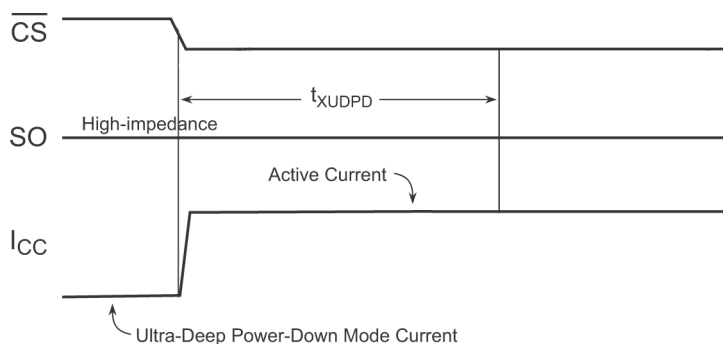 CS
tXUDPD
High-impedance
SO
Active Current
ICC
Ultra-Deep Power-Down Mode Current